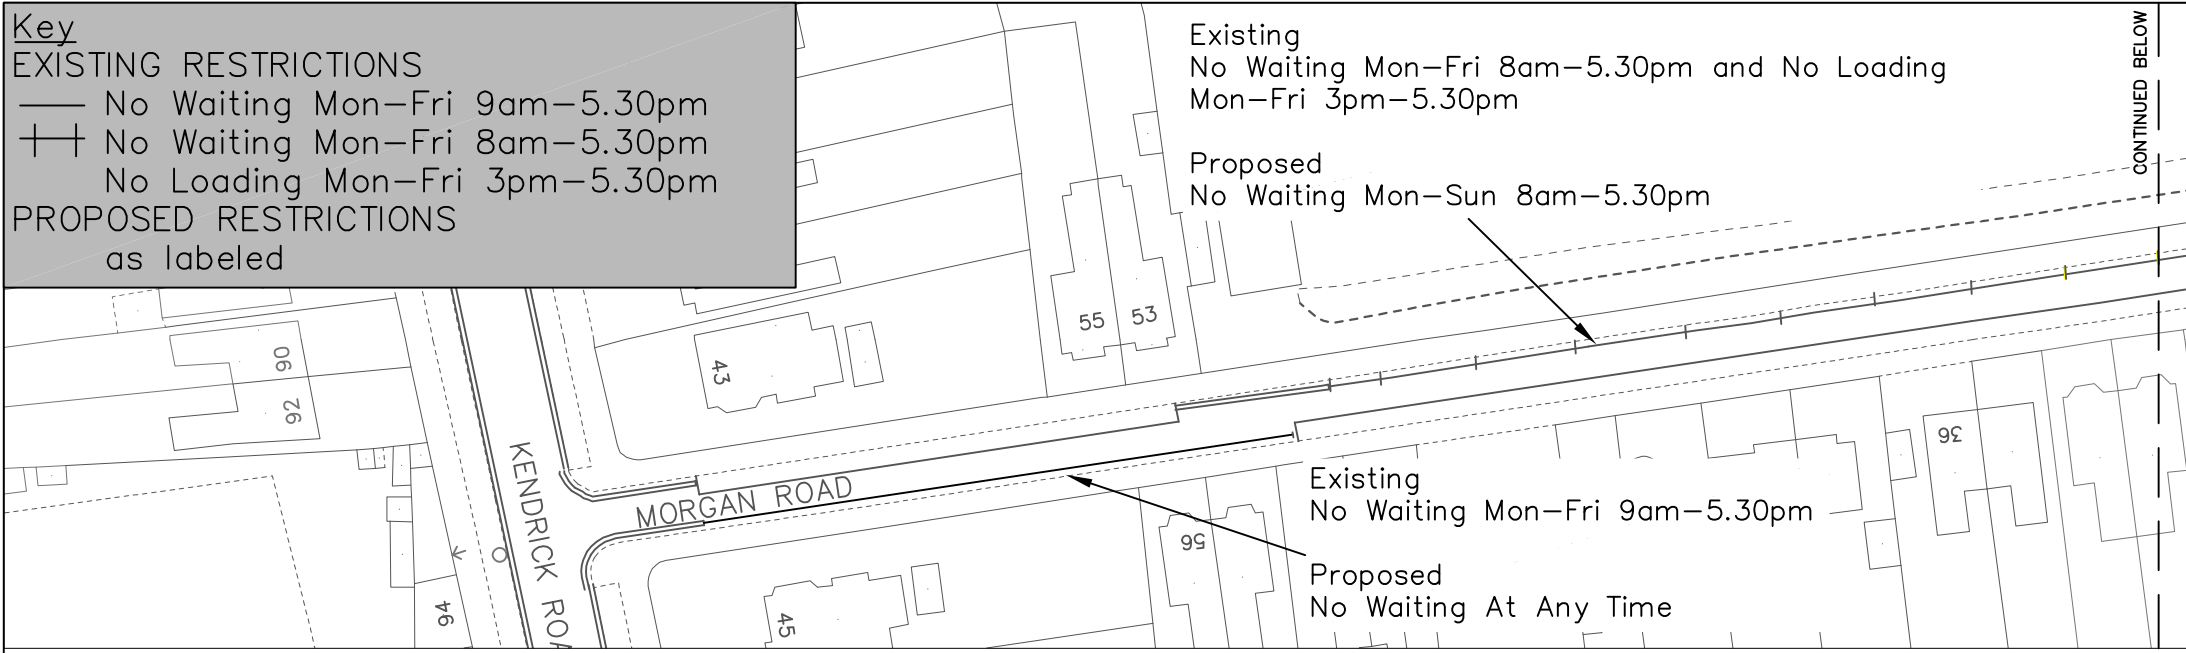 Key
EXISTING RESTRICTIONS
No Waiting Mon-Fri 9am-5.30pm
No Waiting Mon-Fri 8am-5.30pm
No Loading Mon-Fri 3pm-5.30pm
PROPOSED RESTRICTIONS
as labeled
Existing
No Waiting Mon-Fri 8am-5.30pm and No Loading
Mon-Fri 3pm-5.30pm
Proposed
No Waiting Mon-Sun 8am-5.30pm
CONTINUED BELOW
90
92
43
55
53
KENDRICK ROA
MORGAN ROAD
94
45
56
36
Existing
No Waiting Mon-Fri 9am-5.30pm
Proposed
No Waiting At Any Time